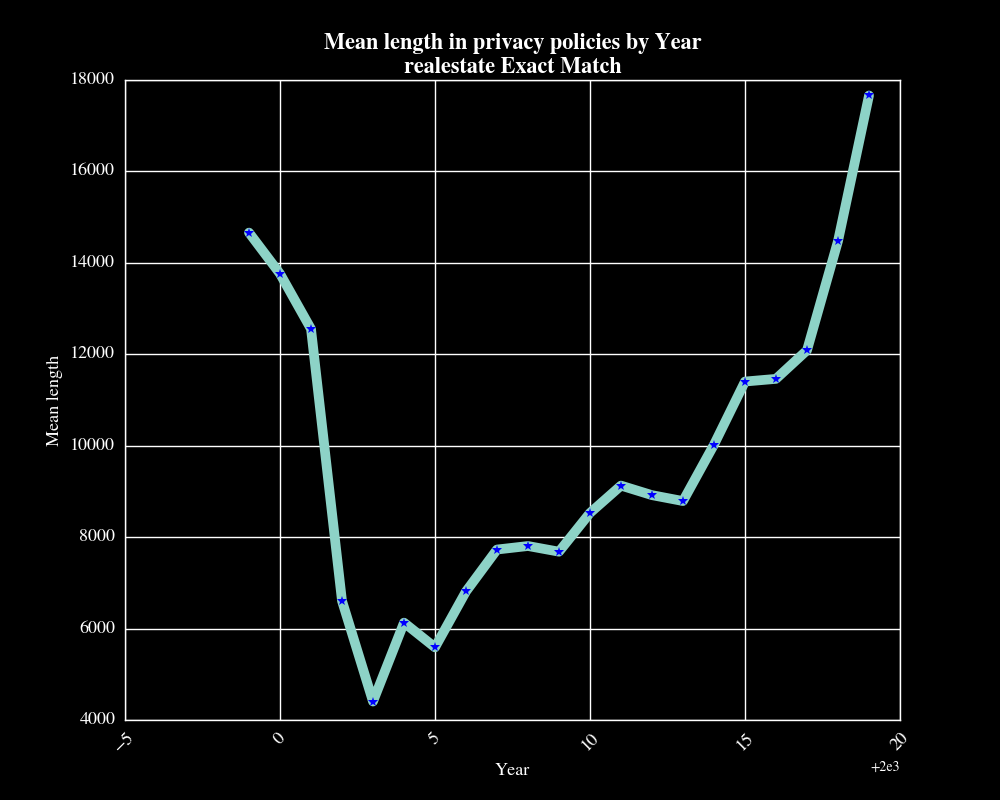 Mean length in privacy policies by Year
realestate Exact Match
18000
16000
14000
12000
10000
8000
6000
4000
Mean length
−5
0
5
10
15
20
Year
+2e3